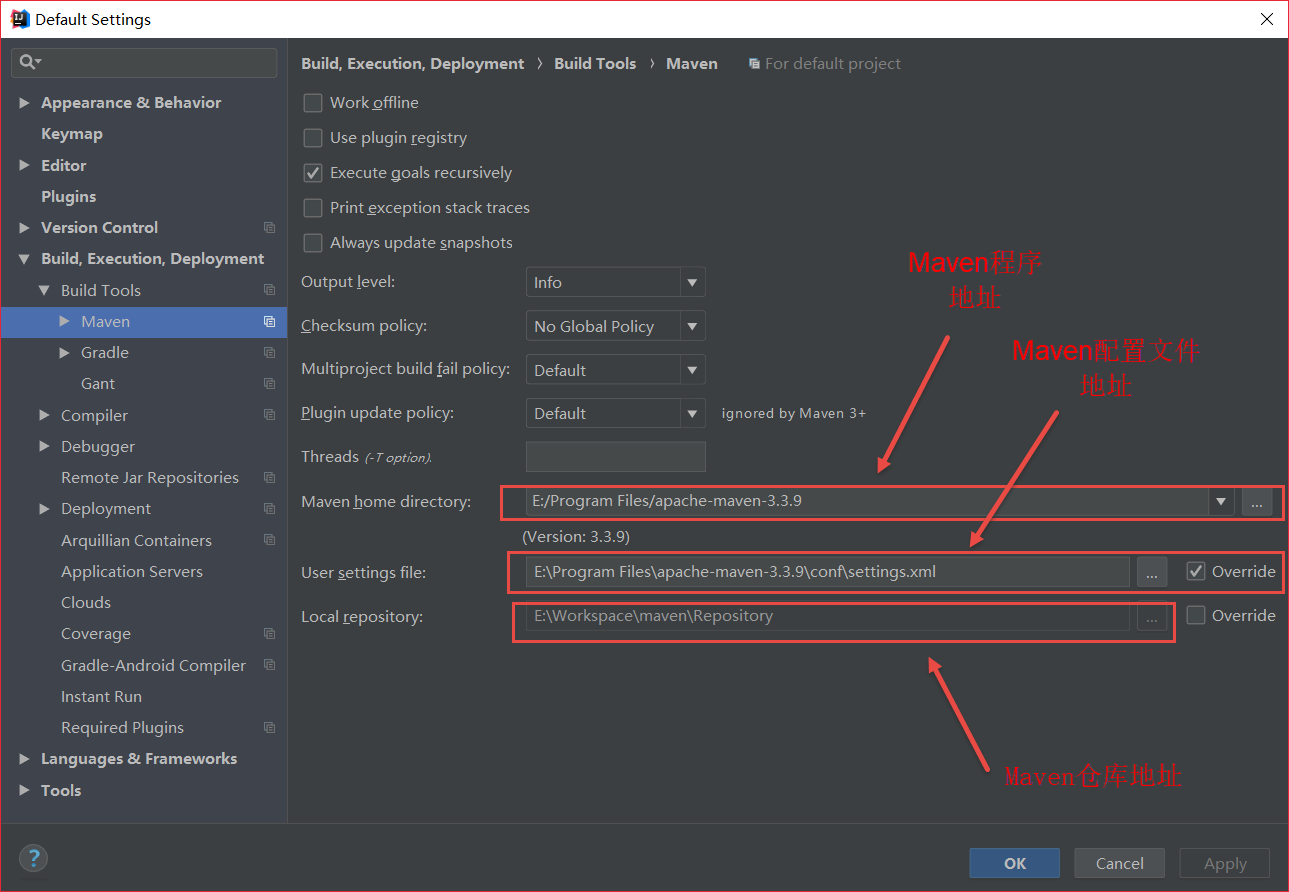 Default Settings
Build, Execution, Deployment › Build Tools › Maven For default project
Appearance & Behavior
Keymap
Editor
Plugins
Version Control
Build, Execution, Deployment
Build Tools
Maven
Gradle
Gant
Compiler
Debugger
Remote Jar Repositories
Deployment
Arquillian Containers
Application Servers
Clouds
Coverage
Gradle-Android Compiler
Instant Run
Required Plugins
Languages & Frameworks
Tools
Work offline
Use plugin registry
Execute goals recursively
Print exception stack traces
Always update snapshots
Output level: Info
Checksum policy: No Global Policy
Multiproject build fail policy: Default
Plugin update policy: Default ignored by Maven 3+
Threads (-T option).
Maven home directory: E:/Program Files/apache-maven-3.3.9 ...
(Version: 3.3.9)
User settings file: E:\Program Files\apache-maven-3.3.9\conf\settings.xml ... Override
Local repository: E:\Workspace\maven\Repository ... Override
Maven程序
地址
Maven配置文件
地址
Maven仓库地址
? OK Cancel Apply